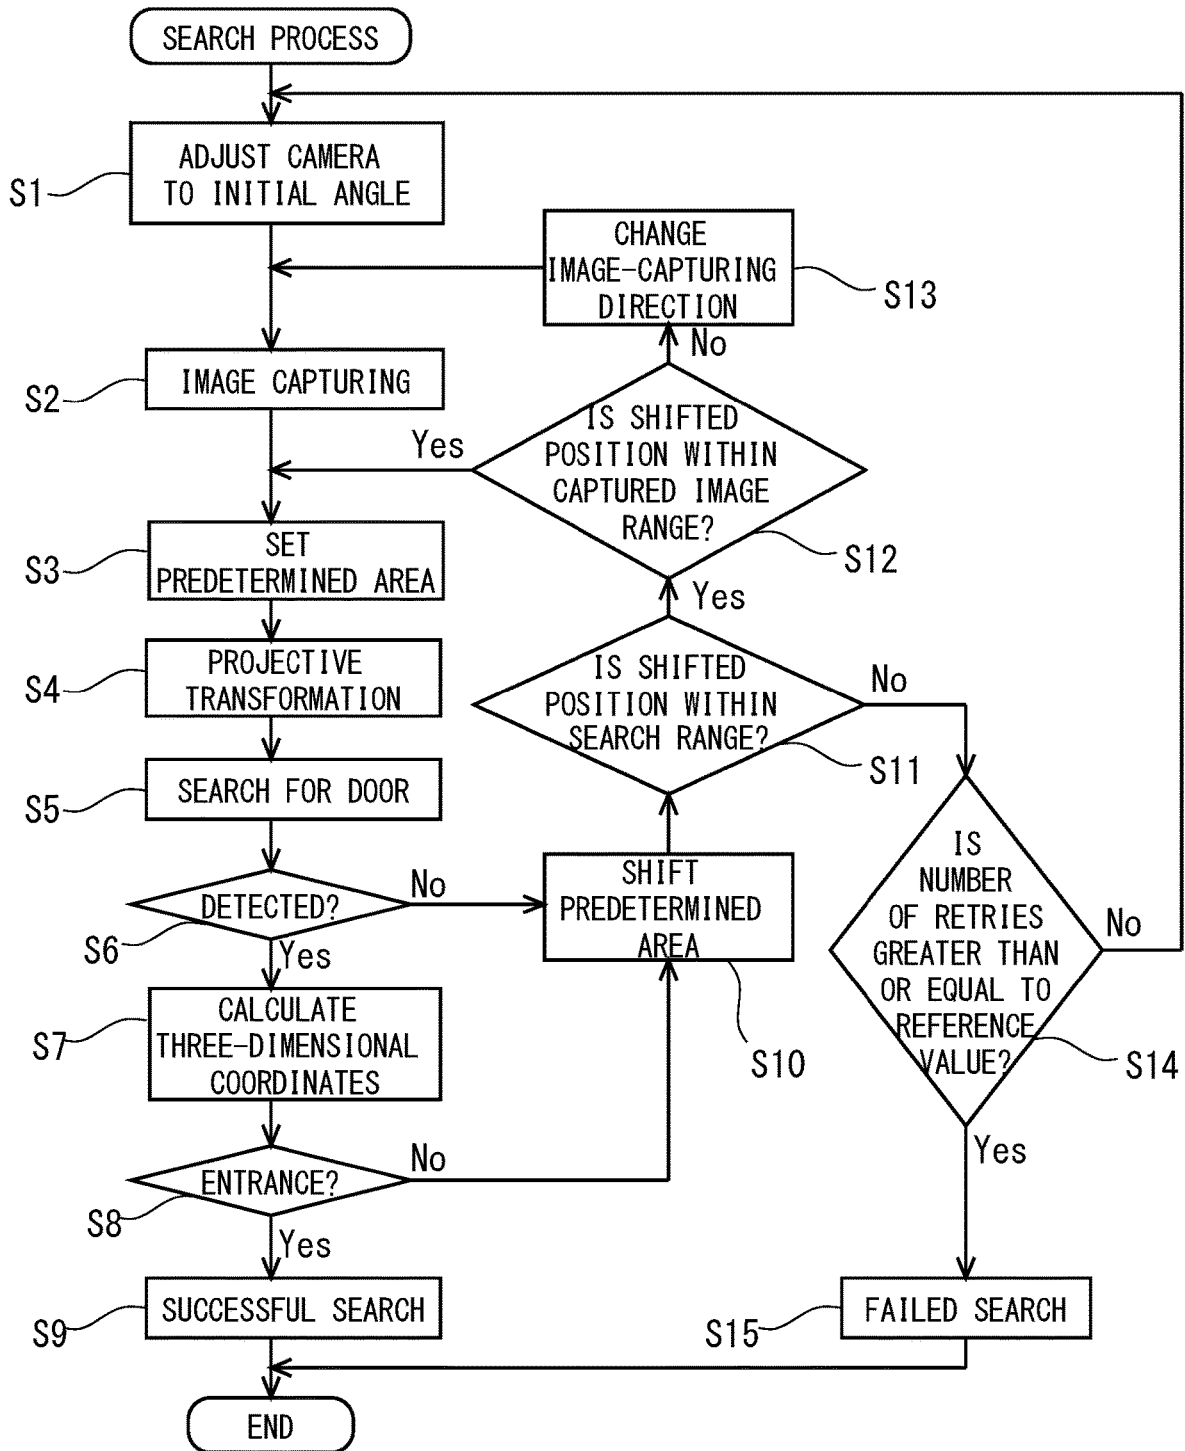 SEARCH PROCESS
ADJUST CAMERA
TO INITIAL ANGLE
S1
CHANGE
IMAGE-CAPTURING
DIRECTION
S13
No
IMAGE CAPTURING
S2
IS SHIFTED
POSITION WITHIN
CAPTURED IMAGE
RANGE?
Yes
S12
SET
PREDETERMINED AREA
S3
Yes
PROJECTIVE
TRANSFORMATION
S4
IS SHIFTED
POSITION WITHIN
SEARCH RANGE?
No
S11
SEARCH FOR DOOR
S5
DETECTED?
No
S6
Yes
SHIFT
PREDETERMINED
AREA
S10
IS
NUMBER
OF RETRIES
GREATER THAN
OR EQUAL TO
REFERENCE
VALUE?
No
S14
Yes
CALCULATE
THREE-DIMENSIONAL
COORDINATES
S7
ENTRANCE?
No
S8
Yes
SUCCESSFUL SEARCH
S9
FAILED SEARCH
S15
END